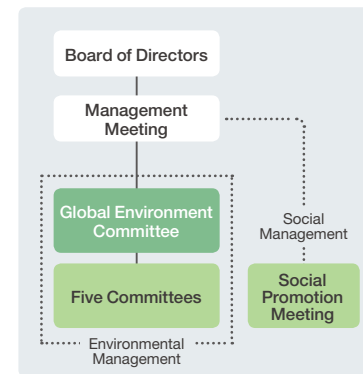 Board of Directors
Management
Meeting
Global Environment
Committee
Social
Management
Five Committees
Social
Promotion
Meeting
Environmental
Management